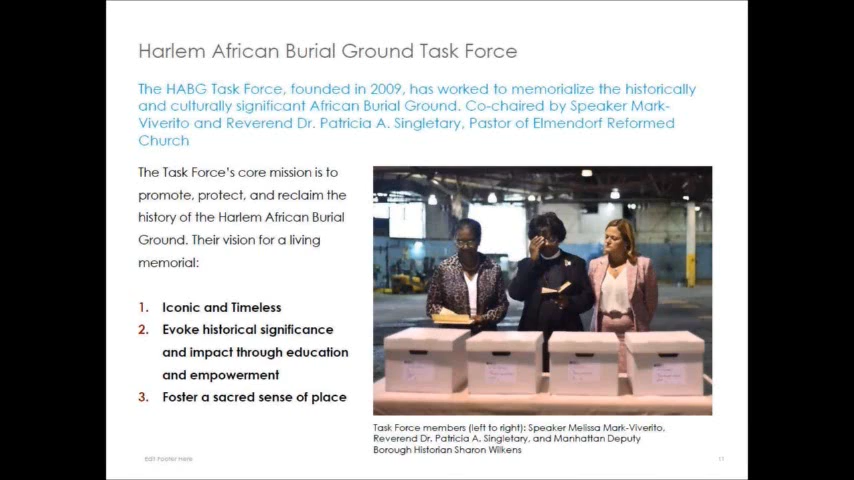 Harlem African Burial Ground Task Force
The HABG Task Force, founded in 2009, has worked to memorialize the historically
and culturally significant African Burial Ground. Co-chaired by Speaker Mark-
Viverito and Reverend Dr. Patricia A. Singletary, Pastor of Elmendorf Reformed
Church
The Task Force's core mission is to
promote, protect, and reclaim the
history of the Harlem African Burial
Ground. Their vision for a living
memorial:
1. Iconic and Timeless
2. Evoke historical significance
and impact through education
and empowerment
3. Foster a sacred sense of place
Task Force members (left to right): Speaker Melissa Mark-Viverito,
Reverend Dr. Patricia A. Singletary, and Manhattan Deputy
Borough Historian Sharon Wilkens
Edit Footer Here
11